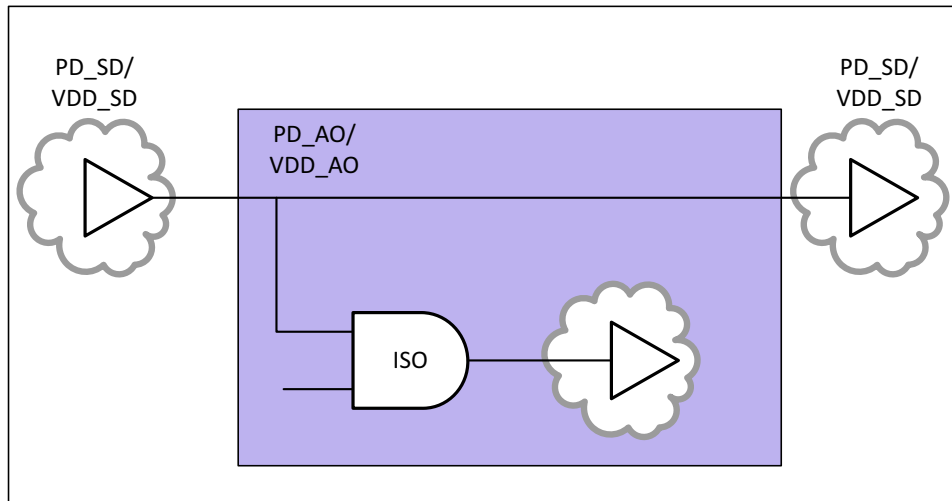 PD_SD/
VDD_SD
PD_AO/
VDD_AO
PD_SD/
VDD_SD
ISO